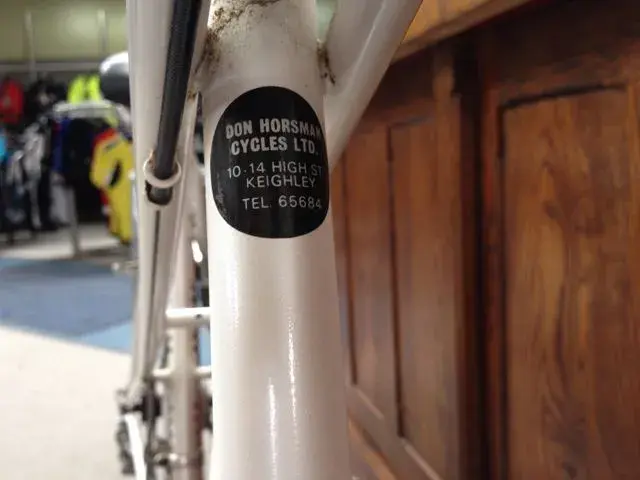 DON HORSMAN
CYCLES LTD.
10-14 HIGH ST
KEIGHLEY
TEL. 65684